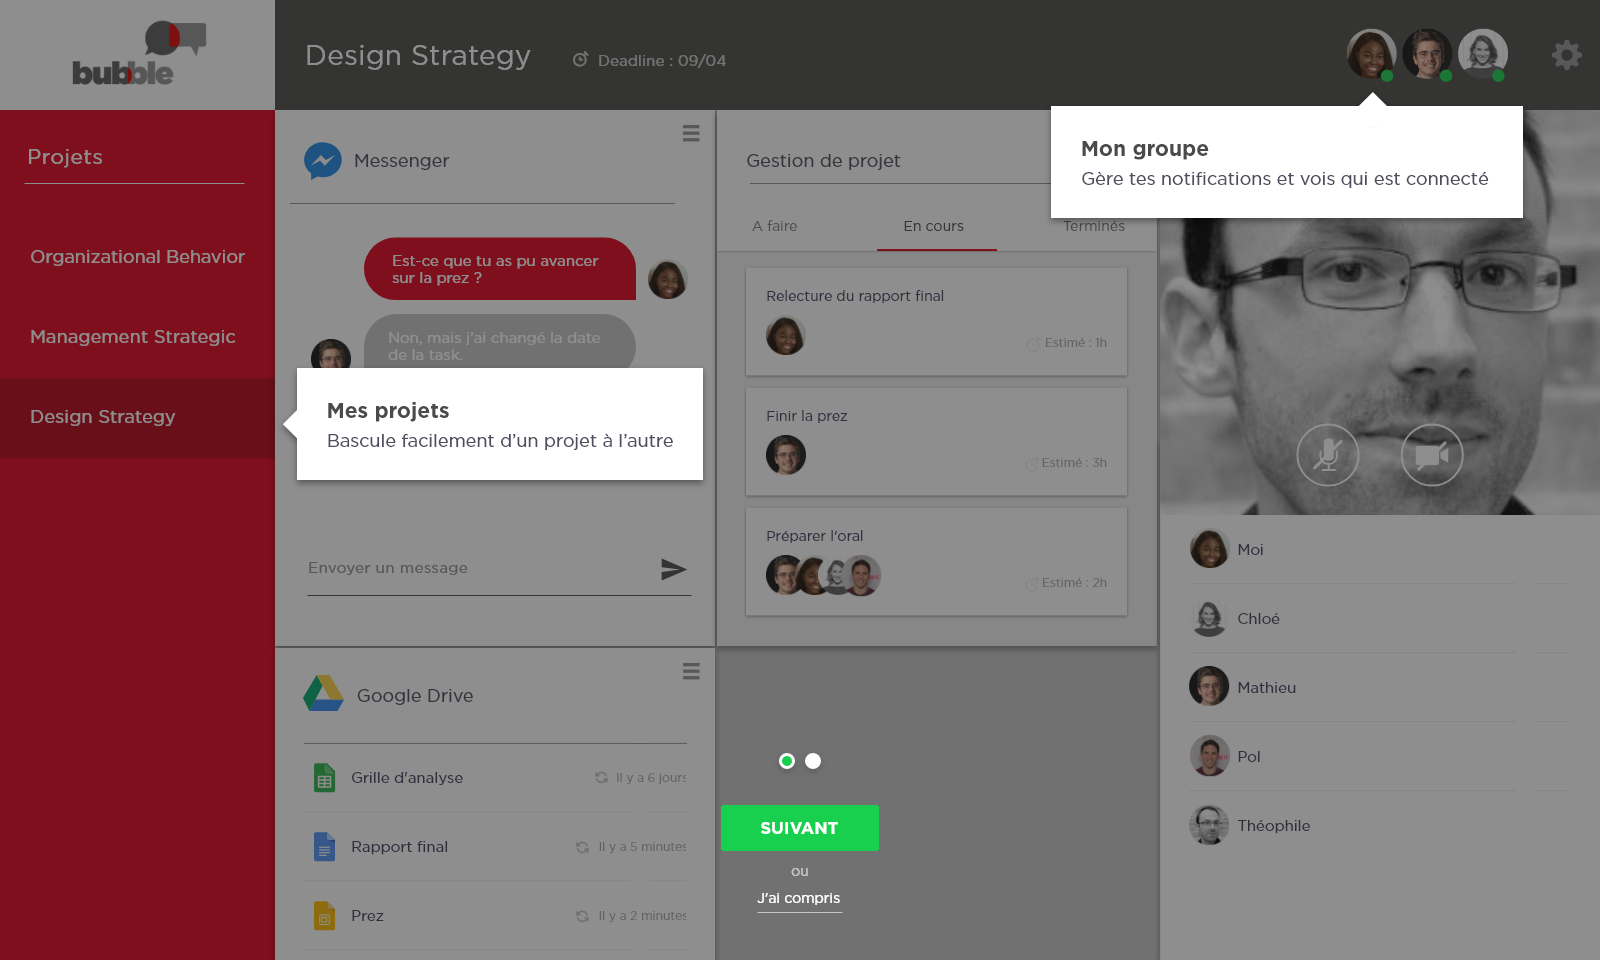 bubble
Design Strategy
Deadline : 09/04
Projets
Organizational Behavior
Management Strategic
Design Strategy
Messenger
Est-ce que tu as pu avancer
sur la prez ?
Non, mais j'ai changé la date
de la task.
Mes projets
Bascule facilement d’un projet à l’autre
Envoyer un message
Gestion de projet
A faire
En cours
Terminés
Relecture du rapport final
Estimé : 1h
Finir la prez
Estimé : 3h
Préparer l'oral
Estimé : 2h
Mon groupe
Gère tes notifications et vois qui est connecté
Moi
Chloé
Mathieu
Pol
Théophile
Google Drive
Grille d'analyse
Il y a 6 jours
Rapport final
Il y a 5 minutes
Prez
Il y a 2 minutes
SUIVANT
ou
J'ai compris